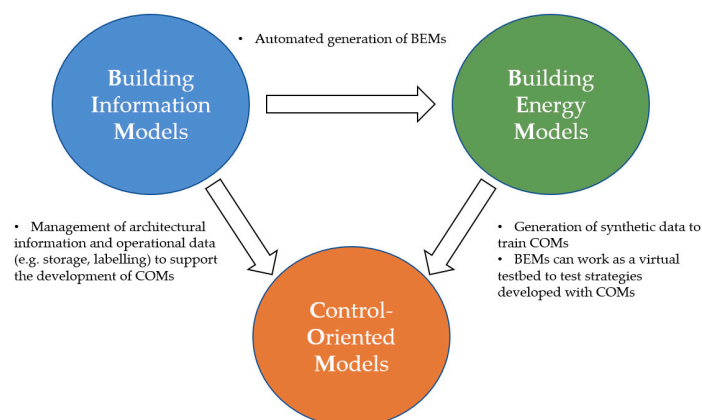 • Automated generation of BEMs
Building
Information
Models
Building
Energy
Models
• Management of architectural
information and operational data
(e.g. storage, labelling) to support
the development of COMs
• Generation of synthetic data to
train COMs
• BEMs can work as a virtual
testbed to test strategies
developed with COMs
Control-
Oriented
Models